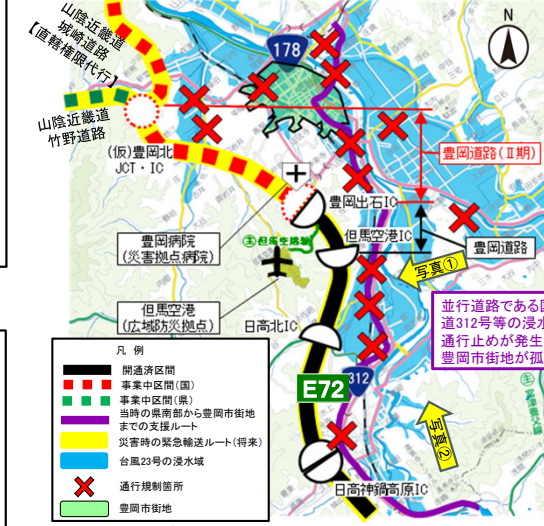 山陰近畿道
城崎道路
【直轄権限代行】
山陰近畿道
竹野道路
(仮)豊岡北
JCT・IC
178
N
豊岡道路(Ⅱ期)
豊岡出石IC
但馬空港IC
豊岡道路
豊岡病院
(災害拠点病院)
但馬空港
(広域防災拠点)
日高北IC
写真①
並行道路である国
道312号等の浸水
通行止めが発生
豊岡市街地が孤
E72
312
写真②
日高神鍋高原IC
凡 例
開通済区間
事業中区間(国)
事業中区間(県)
当時の県南部から豊岡市街地
までの支援ルート
災害時の緊急輸送ルート(将来)
台風23号の浸水域
通行規制箇所
豊岡市街地